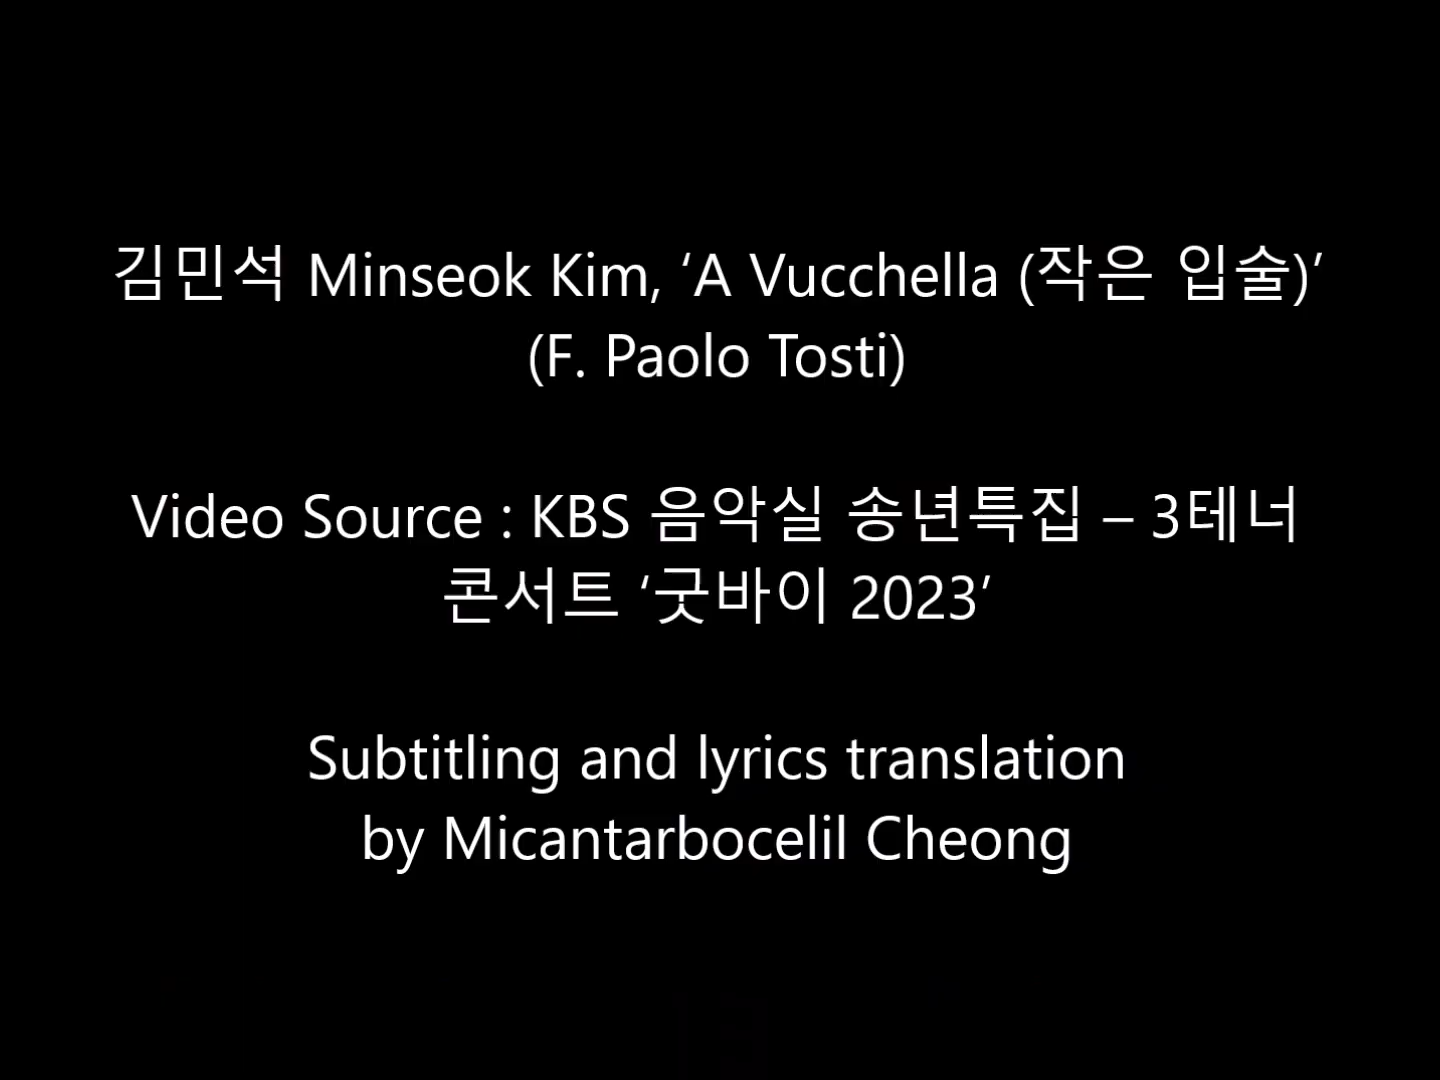 김민석 Minseok Kim, ‘A Vucchella (작은 입술)’
(F. Paolo Tosti)
Video Source : KBS 음악실 송년특집 – 3테너
콘서트 ‘굿바이 2023’
Subtitling and lyrics translation
by Micantarbocelil Cheong